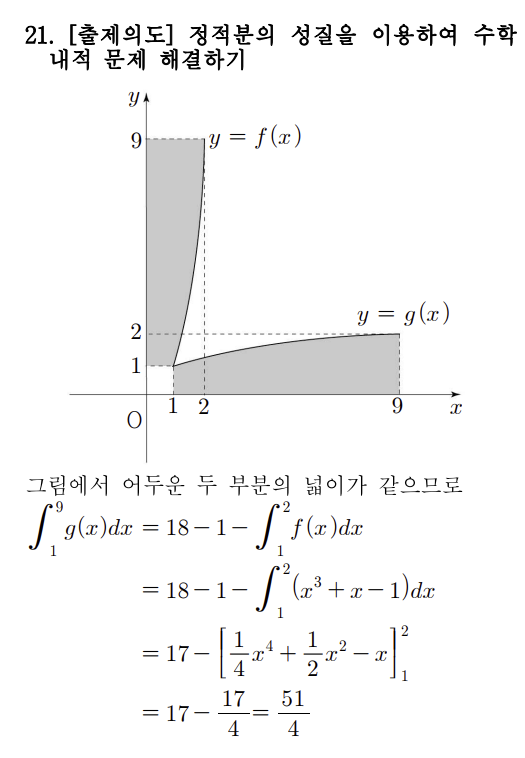 21. [출제의도] 정적분의 성질을 이용하여 수학
내적 문제 해결하기
y
9
y = f(x)
y = g(x)
2
1
O
1 2 9 x
그림에서 어두운 두 부분의 넓이가 같으므로
∫₁⁹ g(x)dx = 18 − 1 − ∫₁² f(x)dx
= 18 − 1 − ∫₁² (x³ + x − 1)dx
= 17 − [1/4 x⁴ + 1/2 x² − x]₁²
= 17 − 17/4 = 51/4